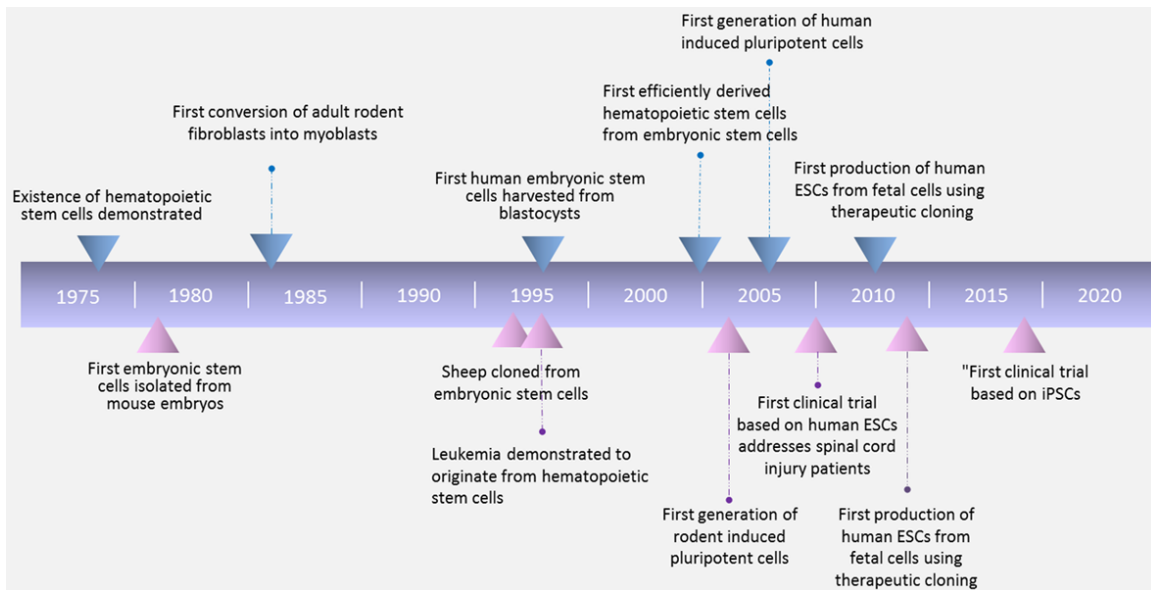 First generation of human
induced pluripotent cells
First conversion of adult rodent
fibroblasts into myoblasts
First efficiently derived
hematopoietic stem cells
from embryonic stem cells
Existence of hematopoietic
stem cells demonstrated
First human embryonic stem
cells harvested from
blastocysts
First production of human
ESCs from fetal cells using
therapeutic cloning
1975 1980 1985 1990 1995 2000 2005 2010 2015 2020
First embryonic stem
cells isolated from
mouse embryos
Sheep cloned from
embryonic stem cells
"First clinical trial
based on iPSCs
First clinical trial
based on human ESCs
addresses spinal cord
injury patients
Leukemia demonstrated to
originate from hematopoietic
stem cells
First generation of
rodent induced
pluripotent cells
First production of
human ESCs from
fetal cells using
therapeutic cloning